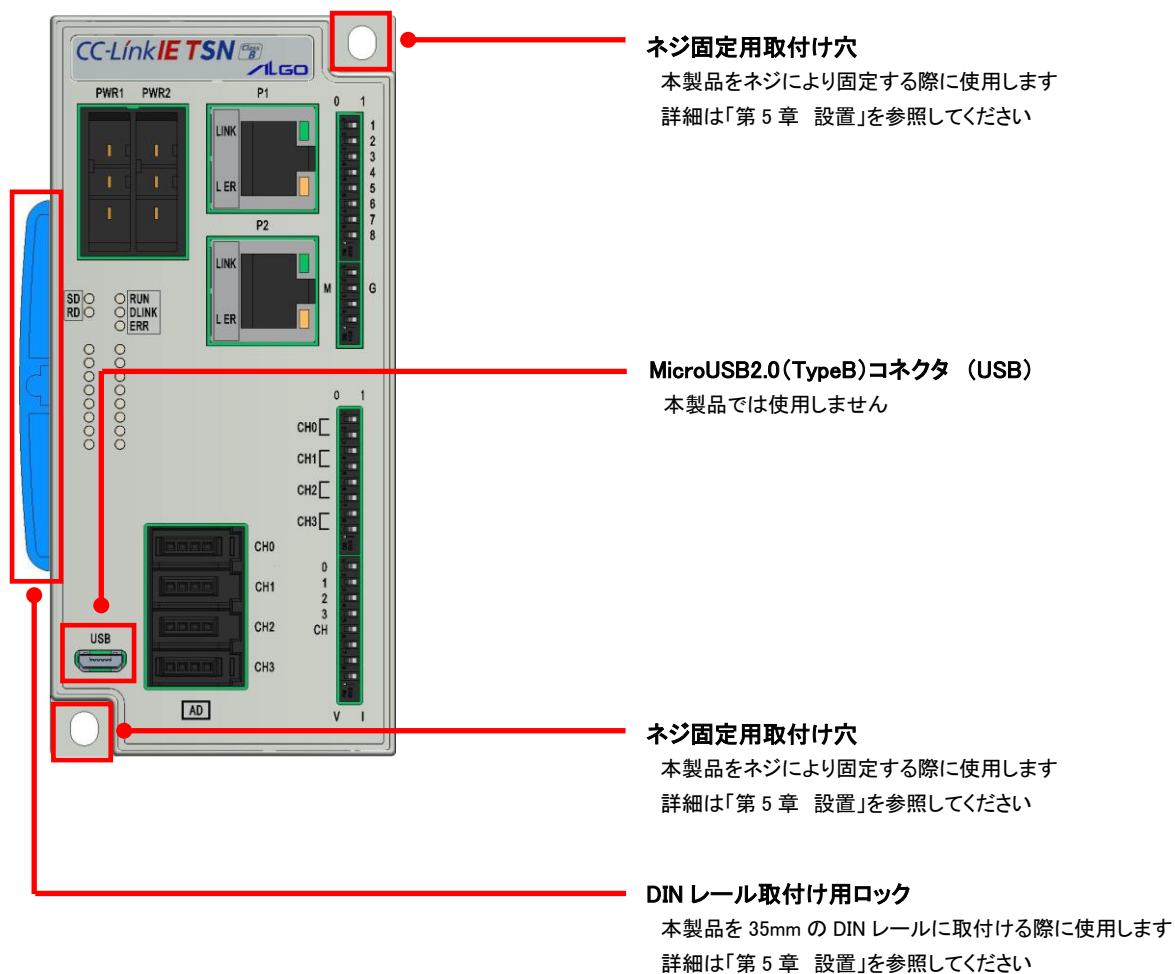 CC-Link IE TSN Class B
ALGO
PWR1 PWR2
P1
LINK
L ER
P2
LINK
L ER
0 1
1
2
3
4
5
6
7
8
M G
SD
RD
RUN
DLINK
ERR
0 1
CH0
CH1
CH2
CH3
0
1
2
3
CH
V I
CH0
CH1
CH2
CH3
AD
USB
ネジ固定用取付け穴
本製品をネジにより固定する際に使用します
詳細は「第5章 設置」を参照してください
MicroUSB2.0(TypeB)コネクタ (USB)
本製品では使用しません
ネジ固定用取付け穴
本製品をネジにより固定する際に使用します
詳細は「第5章 設置」を参照してください
DIN レール取付け用ロック
本製品を 35mm の DIN レールに取付ける際に使用します
詳細は「第5章 設置」を参照してください